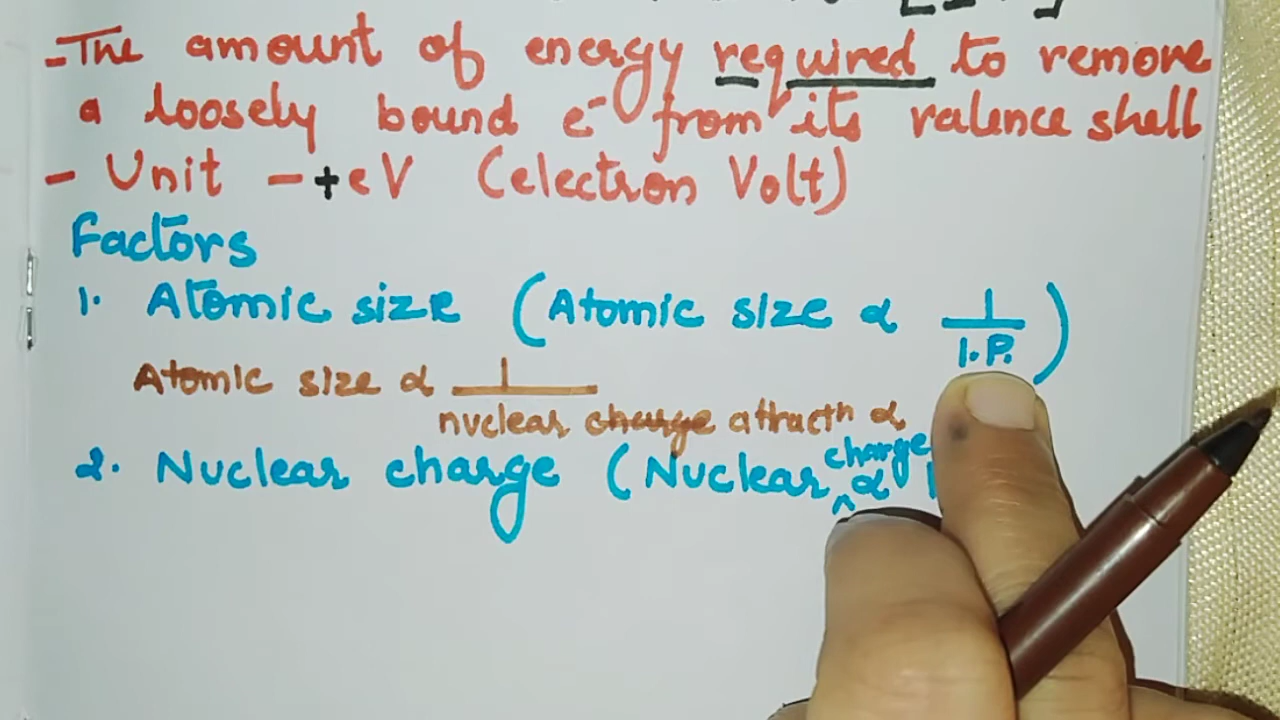 - The amount of energy required to remove
a loosely bound e⁻ from its valence shell
- Unit - +eV (electron Volt)
Factors
1. Atomic size (Atomic size ∝ 1/I.P.)
Atomic size ∝ 1/
nuclear charge attractn ∝
2. Nuclear charge (Nuclear charge ∝